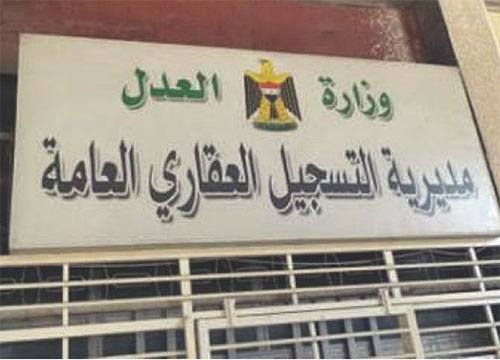 وزارة العدل
مديرية التسجيل العقاري العامة